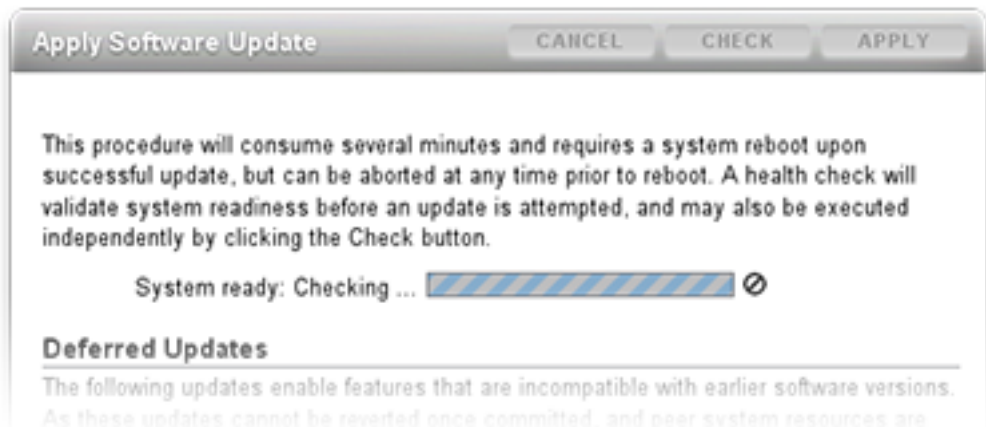 Apply Software Update CANCEL CHECK APPLY
This procedure will consume several minutes and requires a system reboot upon
successful update, but can be aborted at any time prior to reboot. A health check will
validate system readiness before an update is attempted, and may also be executed
independently by clicking the Check button.
System ready: Checking ...
Deferred Updates
The following updates enable features that are incompatible with earlier software versions.
As these updates cannot be reverted once committed, and peer system resources are